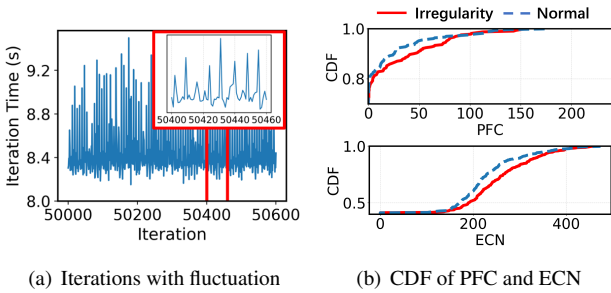 Iteration Time (s)
9.2
8.8
8.4
8.0
50400 50420 50440 50460
50000 50200 50400 50600
Iteration
(a) Iterations with fluctuation
Irregularity Normal
CDF
1.0
0.8
0 50 100 150 200
PFC
CDF
1.0
0.5
0 200 400
ECN
(b) CDF of PFC and ECN